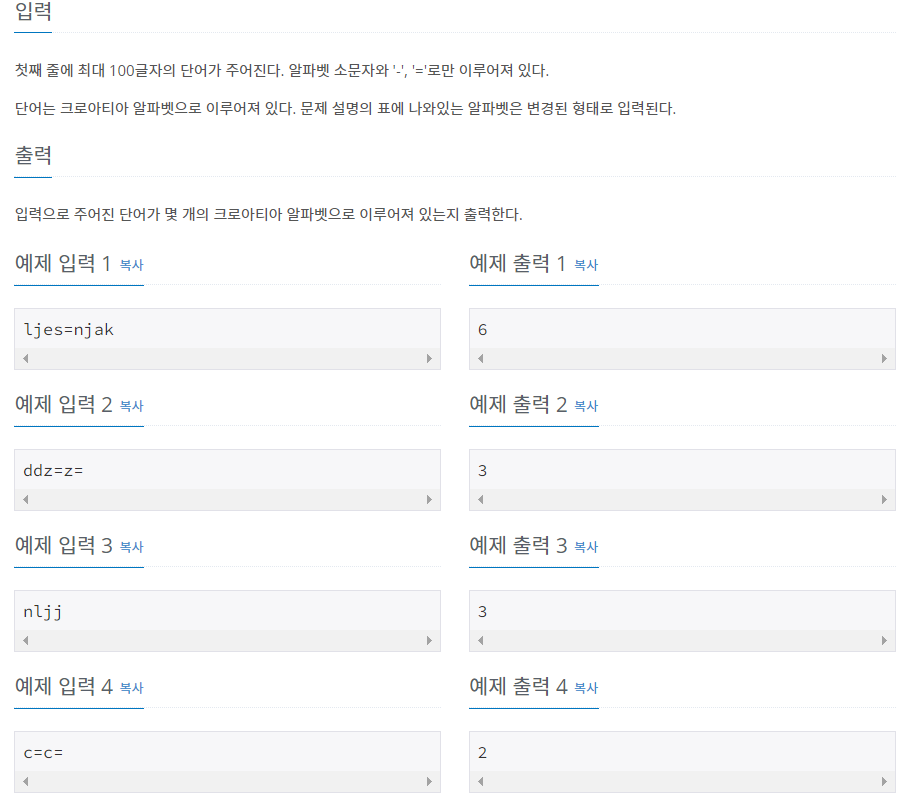 입력
첫째 줄에 최대 100글자의 단어가 주어진다. 알파벳 소문자와 '-', '='로만 이루어져 있다.
단어는 크로아티아 알파벳으로 이루어져 있다. 문제 설명의 표에 나와있는 알파벳은 변경된 형태로 입력된다.
출력
입력으로 주어진 단어가 몇 개의 크로아티아 알파벳으로 이루어져 있는지 출력한다.
예제 입력 1 복사
ljes=njak
예제 출력 1 복사
6
예제 입력 2 복사
ddz=z=
예제 출력 2 복사
3
예제 입력 3 복사
nljj
예제 출력 3 복사
3
예제 입력 4 복사
c=c=
예제 출력 4 복사
2